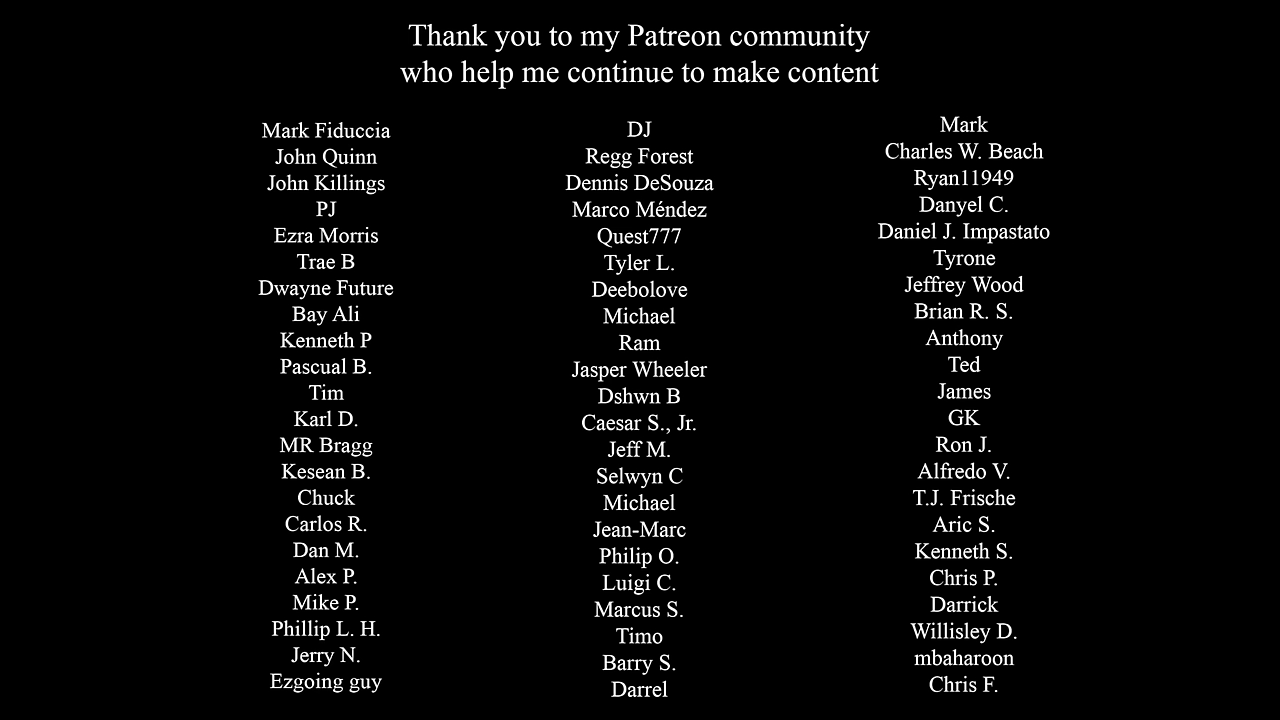 Thank you to my Patreon community
who help me continue to make content
Mark Fiduccia
John Quinn
John Killings
PJ
Ezra Morris
Trae B
Dwayne Future
Bay Ali
Kenneth P
Pascual B.
Tim
Karl D.
MR Bragg
Kesean B.
Chuck
Carlos R.
Dan M.
Alex P.
Mike P.
Phillip L. H.
Jerry N.
Ezgoing guy
DJ
Regg Forest
Dennis DeSouza
Marco Méndez
Quest777
Tyler L.
Deebolove
Michael
Ram
Jasper Wheeler
Dshwn B
Caesar S., Jr.
Jeff M.
Selwyn C
Michael
Jean-Marc
Philip O.
Luigi C.
Marcus S.
Timo
Barry S.
Darrel
Mark
Charles W. Beach
Ryan11949
Danyel C.
Daniel J. Impastato
Tyrone
Jeffrey Wood
Brian R. S.
Anthony
Ted
James
GK
Ron J.
Alfredo V.
T.J. Frische
Aric S.
Kenneth S.
Chris P.
Darrick
Willisley D.
mbaharoon
Chris F.